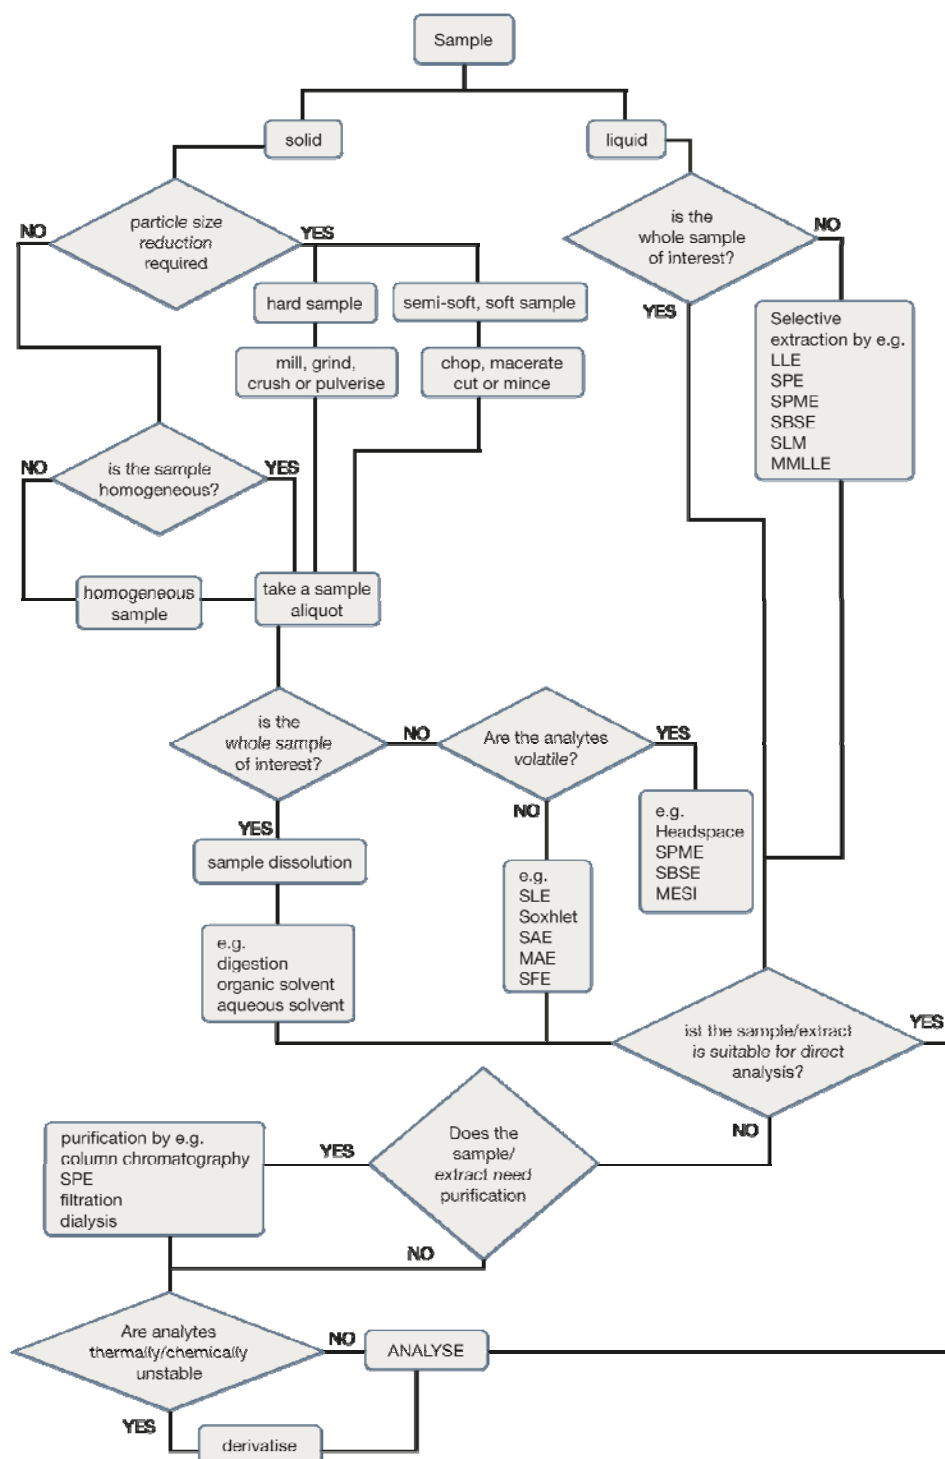 Sample
solid
liquid
particle size
reduction
required
NO
YES
is the
whole sample
of interest?
NO
YES
hard sample
semi-soft, soft sample
mill, grind,
crush or pulverise
chop, macerate
cut or mince
Selective
extraction by e.g.
LLE
SPE
SPME
SBSE
SLM
MMLLE
is the sample
homogeneous?
NO
YES
homogeneous
sample
take a sample
aliquot
is the
whole sample
of interest?
NO
YES
Are the analytes
volatile?
YES
NO
sample dissolution
e.g.
Headspace
SPME
SBSE
MESI
e.g.
SLE
Soxhlet
SAE
MAE
SFE
e.g.
digestion
organic solvent
aqueous solvent
ist the sample/extract
is suitable for direct
analysis?
YES
NO
Does the
sample/
extract need
purification
YES
NO
purification by e.g.
column chromatography
SPE
filtration
dialysis
Are analytes
thermally/chemically
unstable
NO
YES
ANALYSE
derivatise